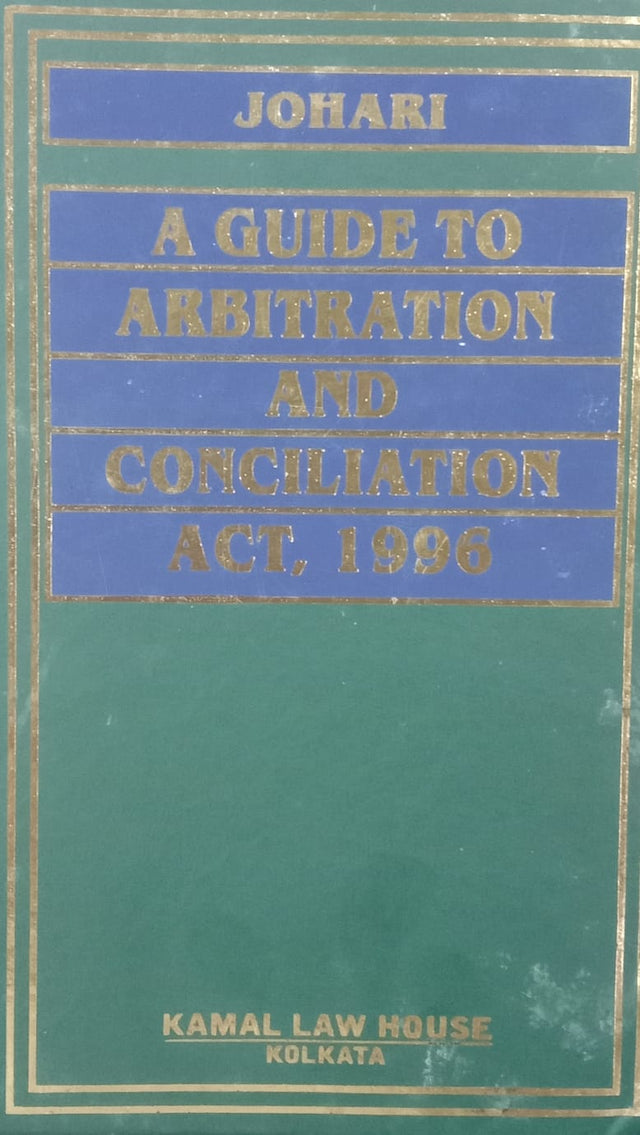 JOHARI
A GUIDE TO
ARBITRATION
AND
CONCILIATION
ACT, 1996
KAMAL LAW HOUSE
KOLKATA